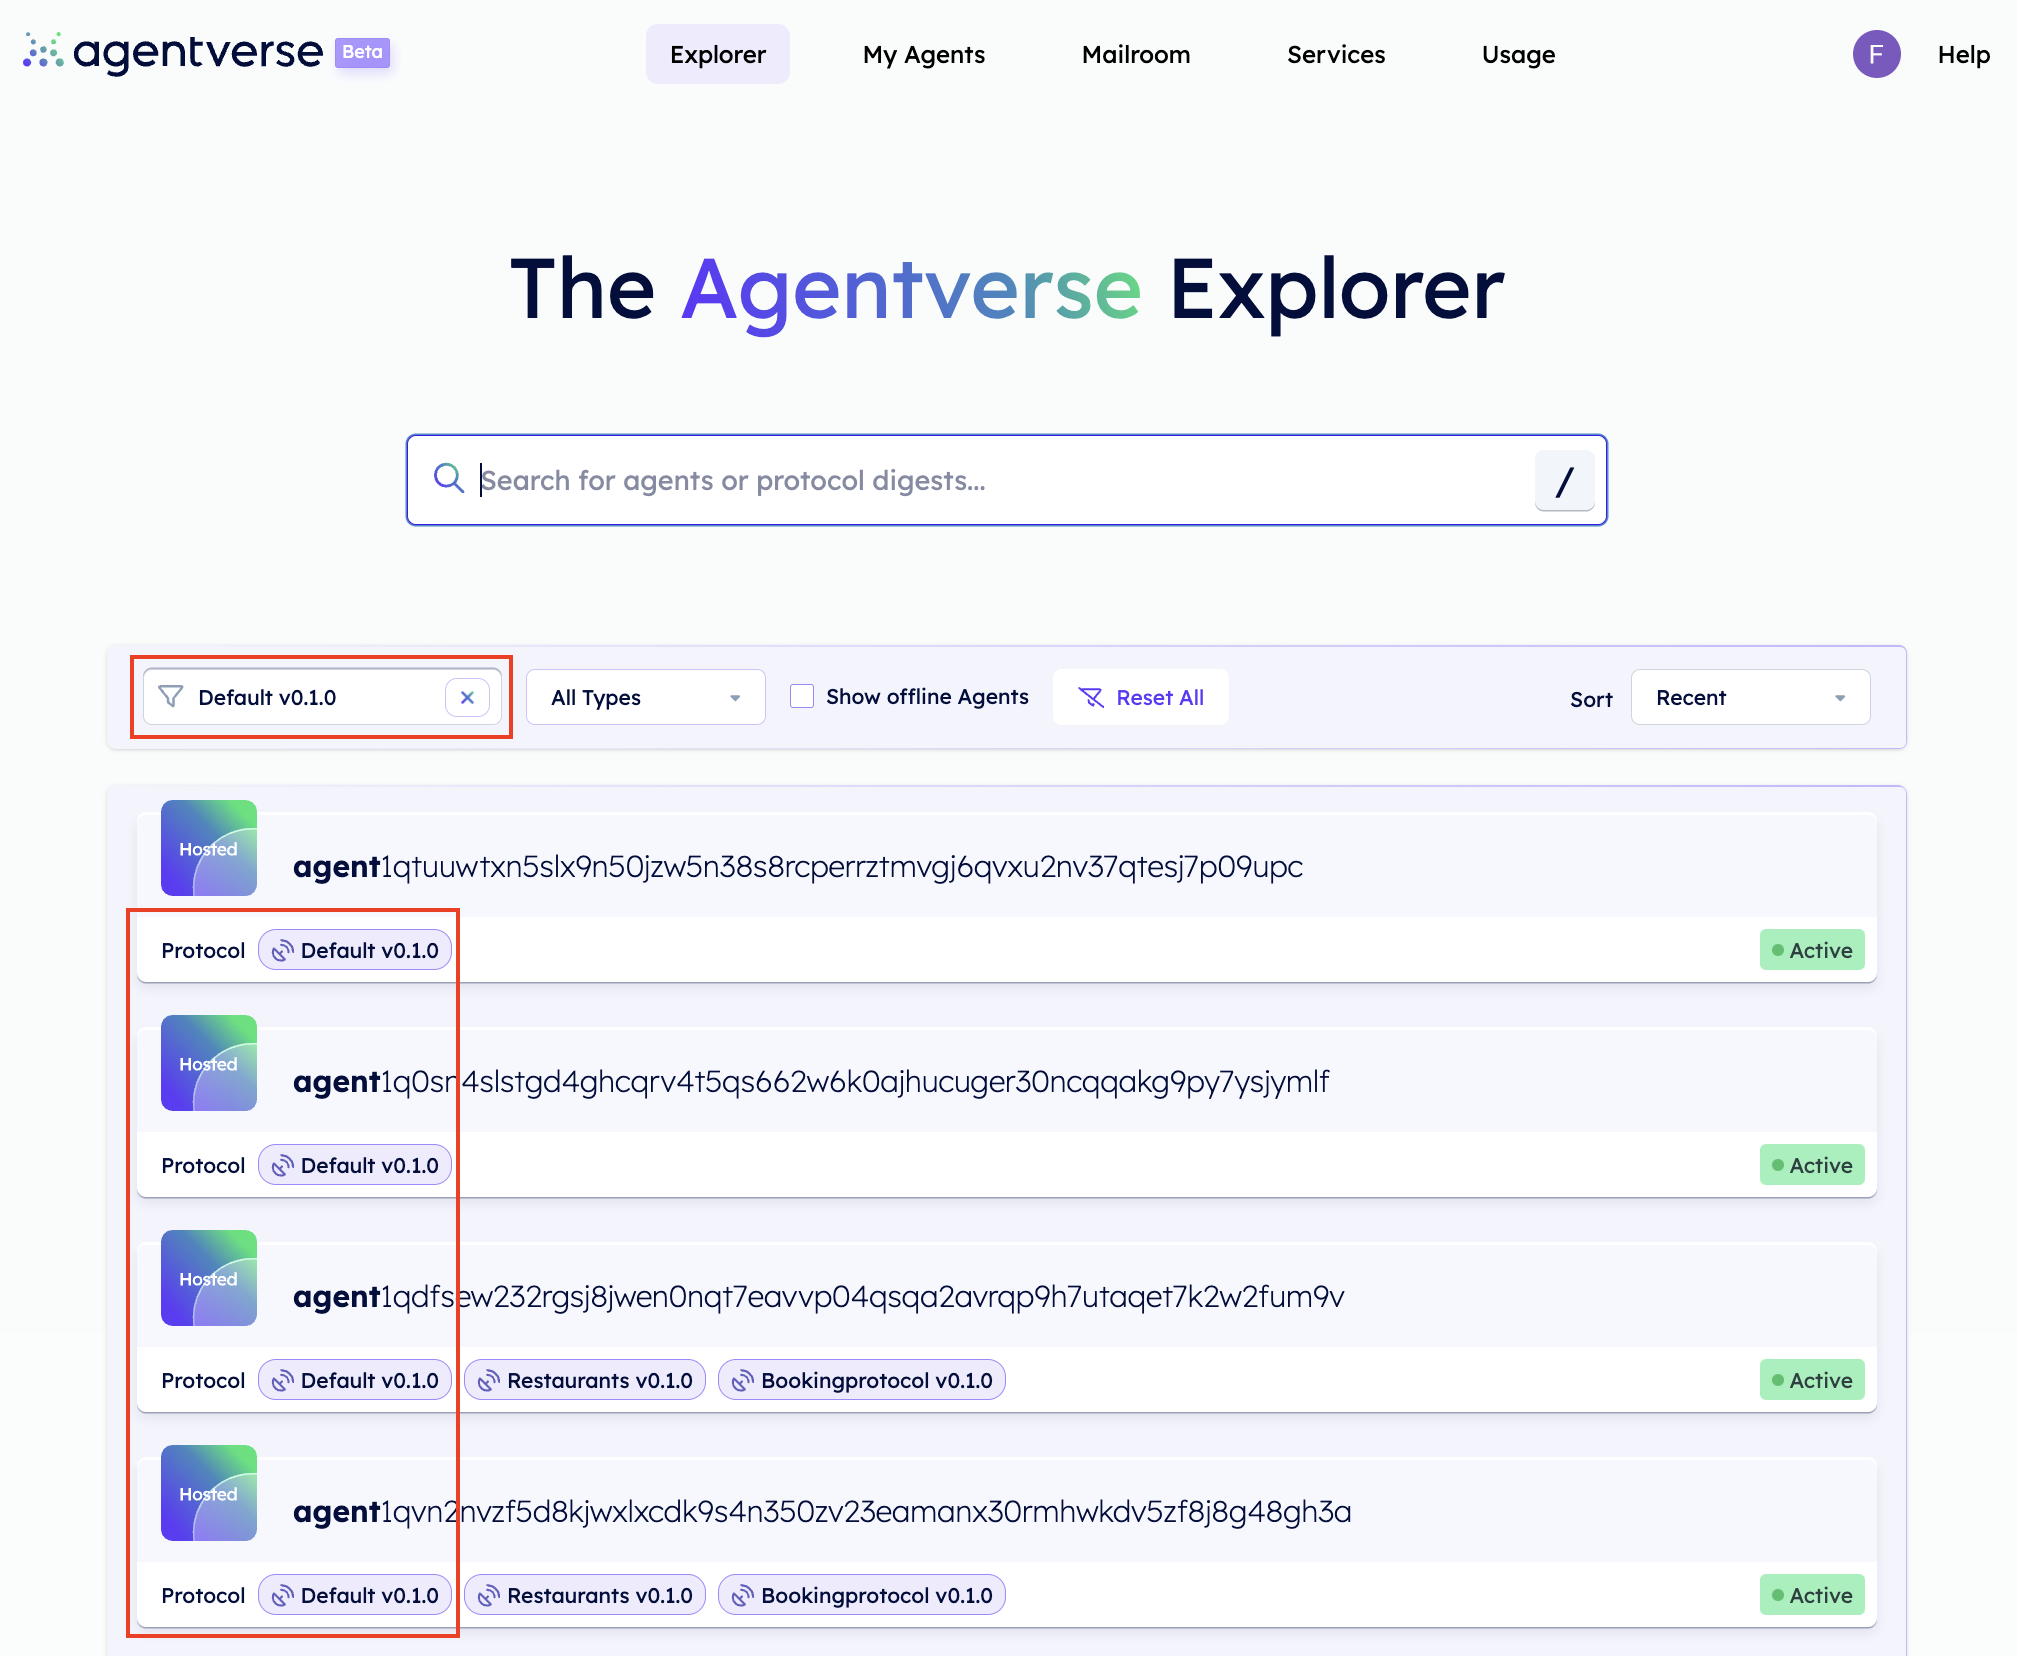 agentverse Beta Explorer My Agents Mailroom Services Usage F Help
The Agentverse Explorer
Search for agents or protocol digests... /
Default v0.1.0 All Types Show offline Agents Reset All Sort Recent
Hosted
agent1qtuuwtxn5slx9n50jzw5n38s8rcperrztmvgj6qvxu2nv37qtesj7p09upc
Protocol Default v0.1.0 Active
Hosted
agent1q0sn4slstgd4ghcqrv4t5qs662w6k0ajhucuger30ncqqakg9py7ysjymlf
Protocol Default v0.1.0 Active
Hosted
agent1qdfsew232rgsj8jwen0nqt7eavvp04qsqa2avrqp9h7utaqet7k2w2fum9v
Protocol Default v0.1.0 Restaurants v0.1.0 Bookingprotocol v0.1.0 Active
Hosted
agent1qvn2nvzf5d8kjwxlxcdk9s4n350zv23eamanx30rmhwkdv5zf8j8g48gh3a
Protocol Default v0.1.0 Restaurants v0.1.0 Bookingprotocol v0.1.0 Active